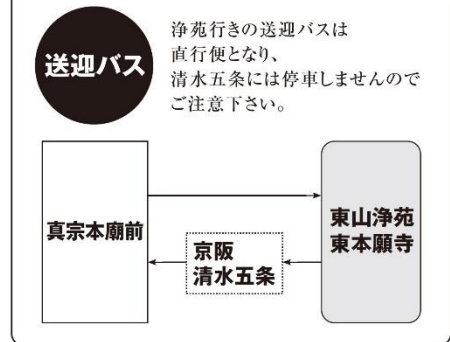 送迎バス
浄苑行きの送迎バスは
直行便となり、
清水五条には停車しませんので
ご注意下さい。
真宗本廟前
京阪
清水五条
東山浄苑
東本願寺